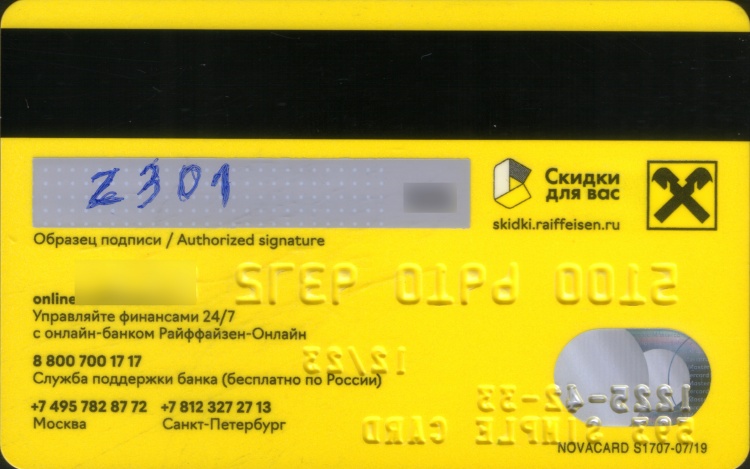 2301
Скидки
для вас
skidki.raiffeisen.ru
Образец подписи / Authorized signature
online
Управляйте финансами 24/7
с онлайн-банком Райффайзен-Онлайн
8 800 700 17 17
Служба поддержки банка (бесплатно по России)
+7 495 782 87 72 +7 812 327 27 13
Москва Санкт-Петербург
NOVACARD S1707-07/19